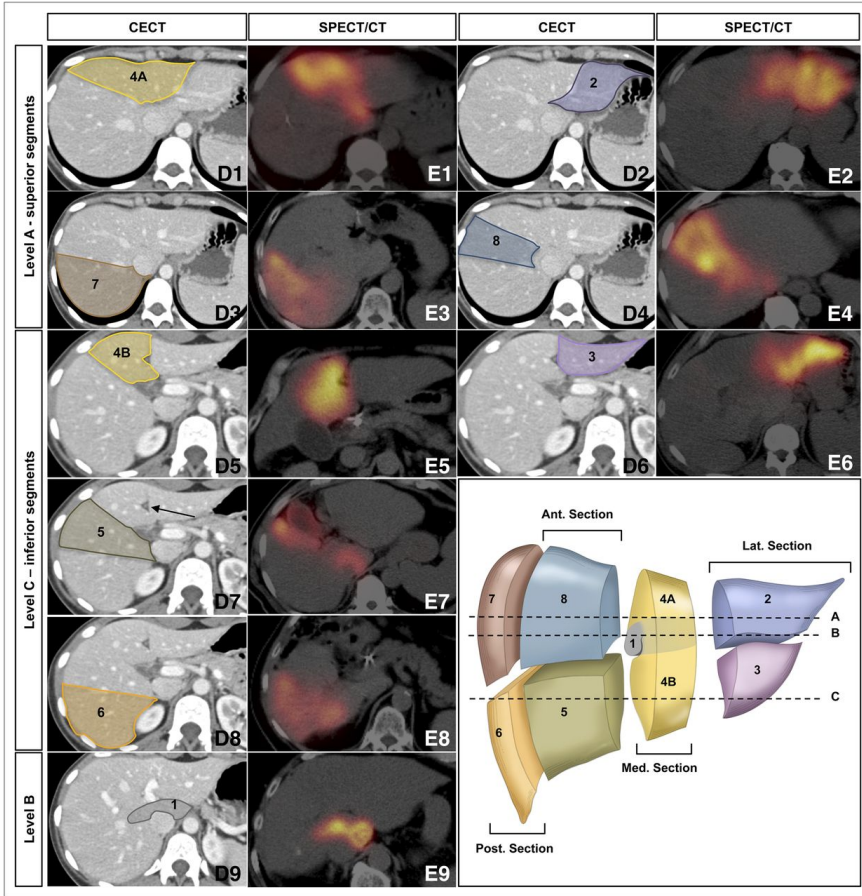 CECT SPECT/CT CECT SPECT/CT
Level A - superior segments
4A D1 E1 2 D2 E2
7 D3 E3 8 D4 E4
Level C – inferior segments
4B D5 E5 3 D6 E6
5 D7 E7
6 D8 E8
Level B
1 D9 E9
Ant. Section
Lat. Section
7 8 4A 2
A
1 B
3
4B
C
6 5
Med. Section
Post. Section